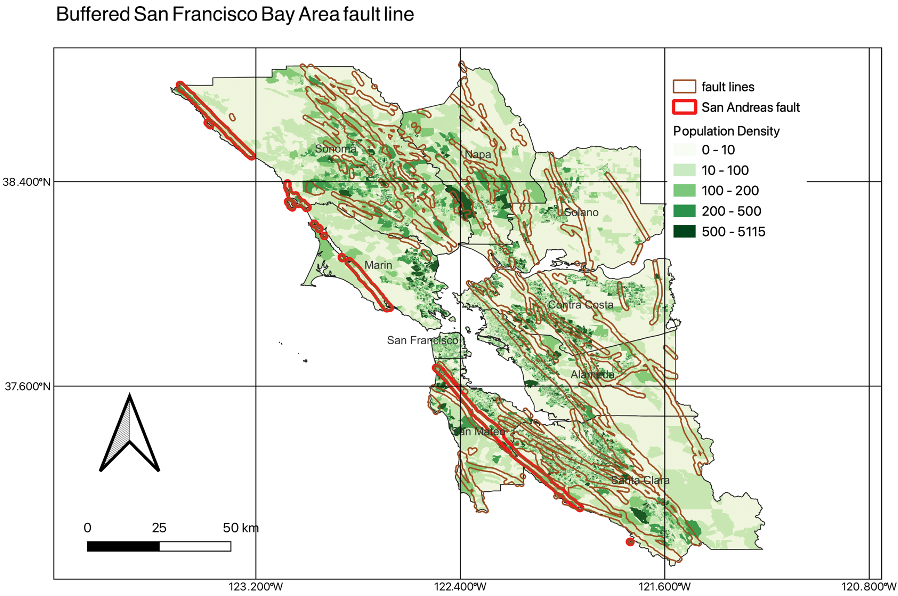 Buffered San Francisco Bay Area fault line
fault lines
San Andreas fault
Population Density
0 - 10
10 - 100
100 - 200
200 - 500
500 - 5115
Sonoma
Napa
Solano
Marin
Contra Costa
San Francisco
Alameda
San Mateo
Santa Clara
38.400°N
37.600°N
0 25 50 km
123.200°W 122.400°W 121.600°W 120.800°W